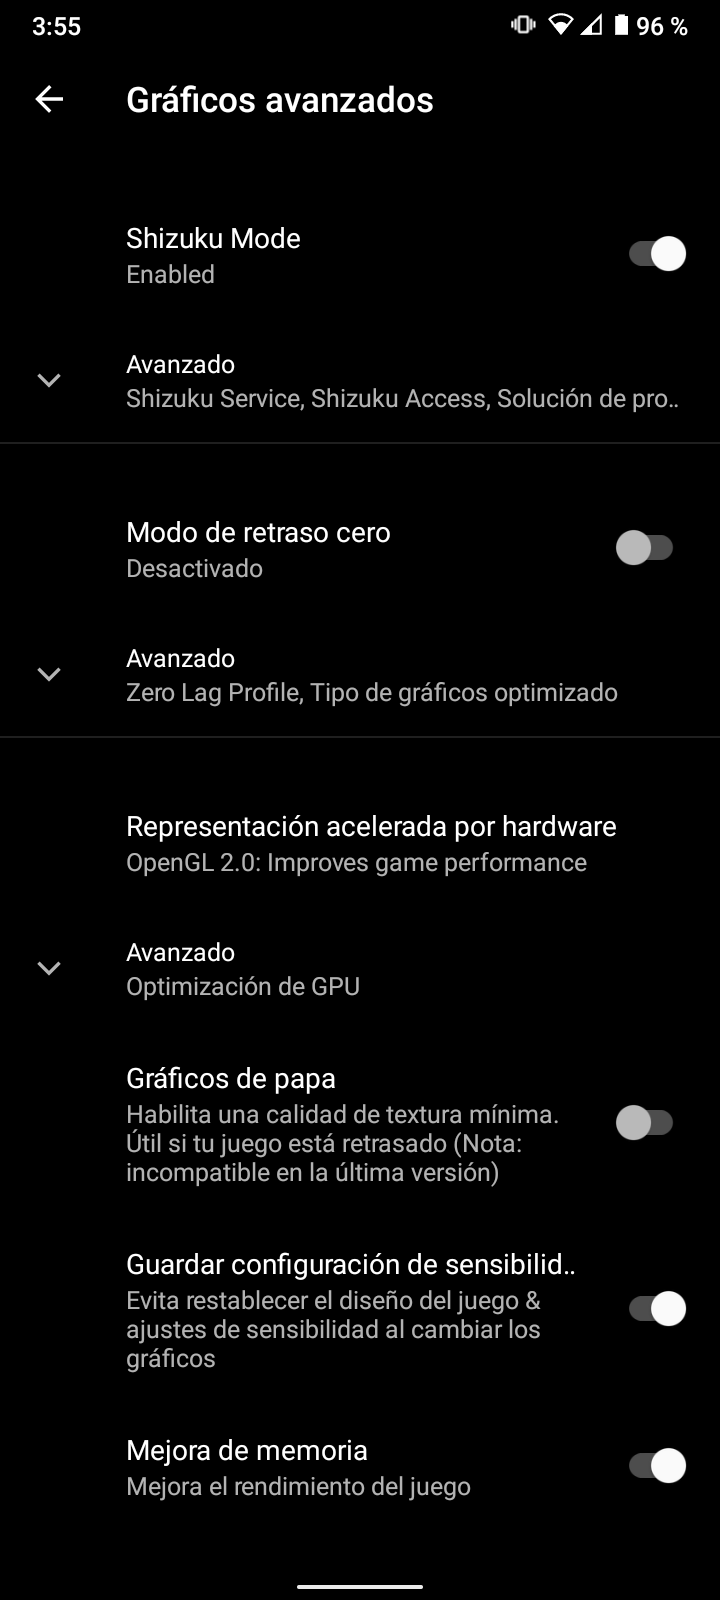 3:55
96 %
Gráficos avanzados
Shizuku Mode
Enabled
Avanzado
Shizuku Service, Shizuku Access, Solución de pro..
Modo de retraso cero
Desactivado
Avanzado
Zero Lag Profile, Tipo de gráficos optimizado
Representación acelerada por hardware
OpenGL 2.0: Improves game performance
Avanzado
Optimización de GPU
Gráficos de papa
Habilita una calidad de textura mínima.
Útil si tu juego está retrasado (Nota:
incompatible en la última versión)
Guardar configuración de sensibilid..
Evita restablecer el diseño del juego &
ajustes de sensibilidad al cambiar los
gráficos
Mejora de memoria
Mejora el rendimiento del juego